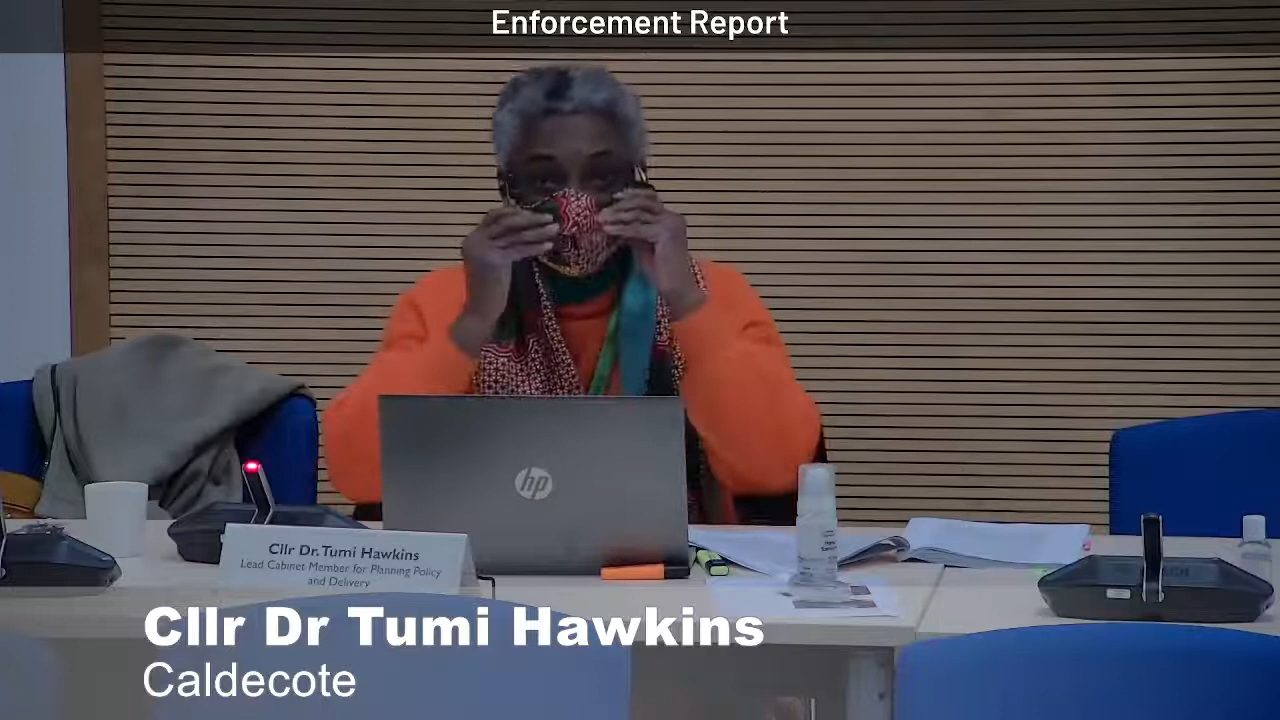 Enforcement Report
hp
Cllr Dr. Tumi Hawkins
Lead Cabinet Member for Planning Policy
and Delivery
Cllr Dr Tumi Hawkins
Caldecote